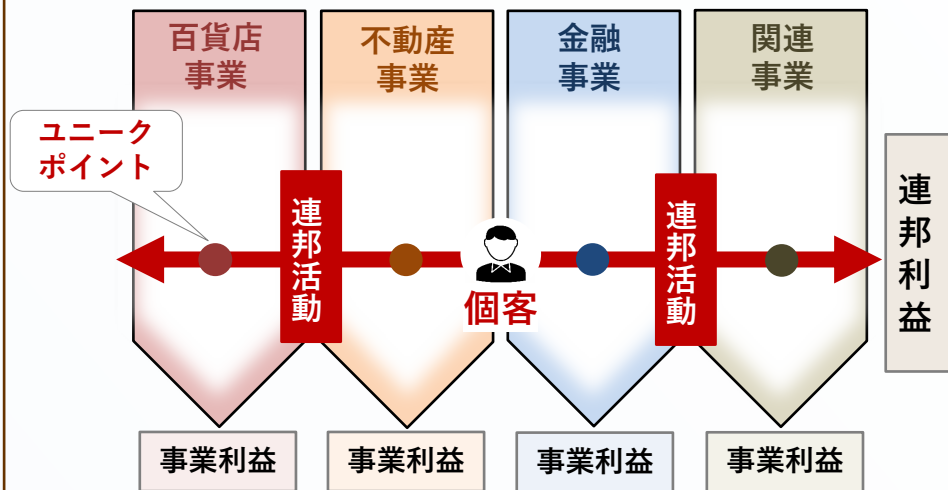 百貨店
事業
不動産
事業
金融
事業
関連
事業
ユニーク
ポイント
連邦活動
個客
連邦活動
連邦利益
事業利益
事業利益
事業利益
事業利益